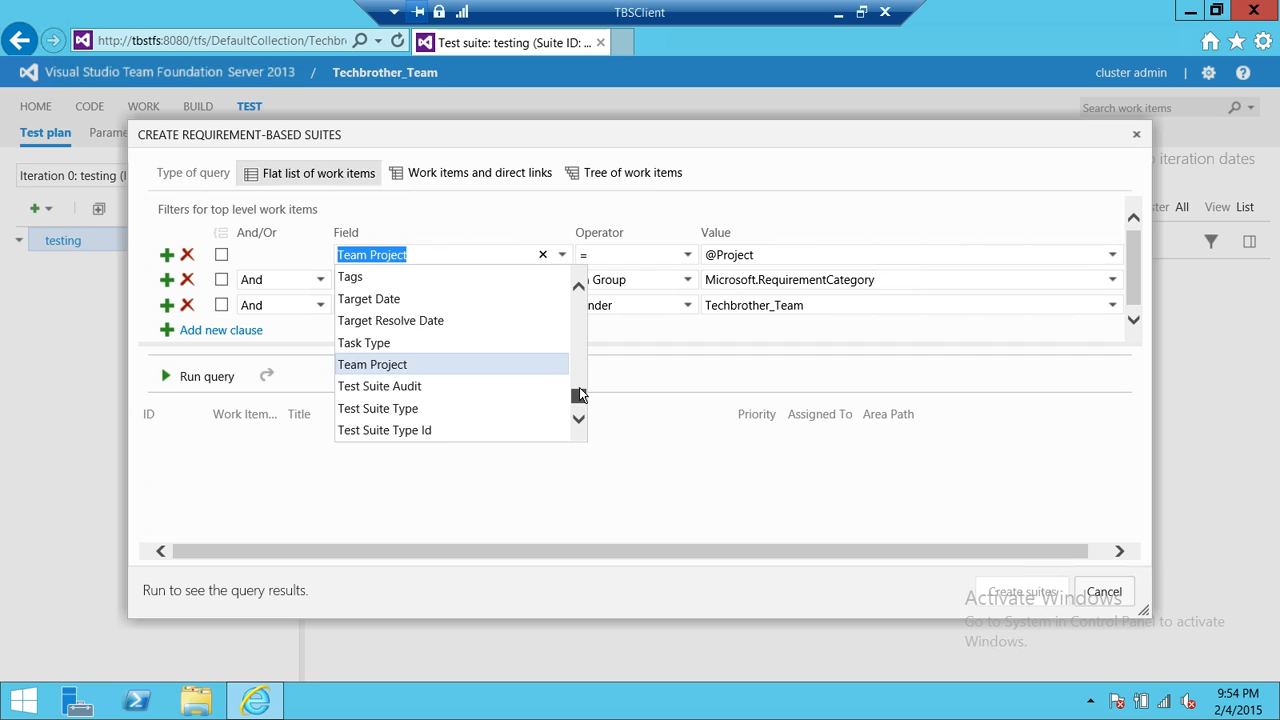 TBSClient
http://tbstfs:8080/tfs/DefaultCollection/Techbr
Test suite: testing (Suite ID: ...
Visual Studio Team Foundation Server 2013 / Techbrother_Team
cluster admin
HOME CODE WORK BUILD TEST
Search work items
Test plan Parame
CREATE REQUIREMENT-BASED SUITES
iteration dates
Iteration 0: testing (
Type of query Flat list of work items Work items and direct links Tree of work items
ster All View List
Filters for top level work items
And/Or Field Operator Value
testing
Team Project = @Project
And Group Microsoft.RequirementCategory
And nder Techbrother_Team
Add new clause
Tags
Target Date
Target Resolve Date
Task Type
Team Project
Test Suite Audit
Test Suite Type
Test Suite Type Id
Run query
ID Work Item... Title Priority Assigned To Area Path
Run to see the query results.
Create suites Cancel
Activate Windows
Go to System in Control Panel to activate
Windows.
9:54 PM
2/4/2015